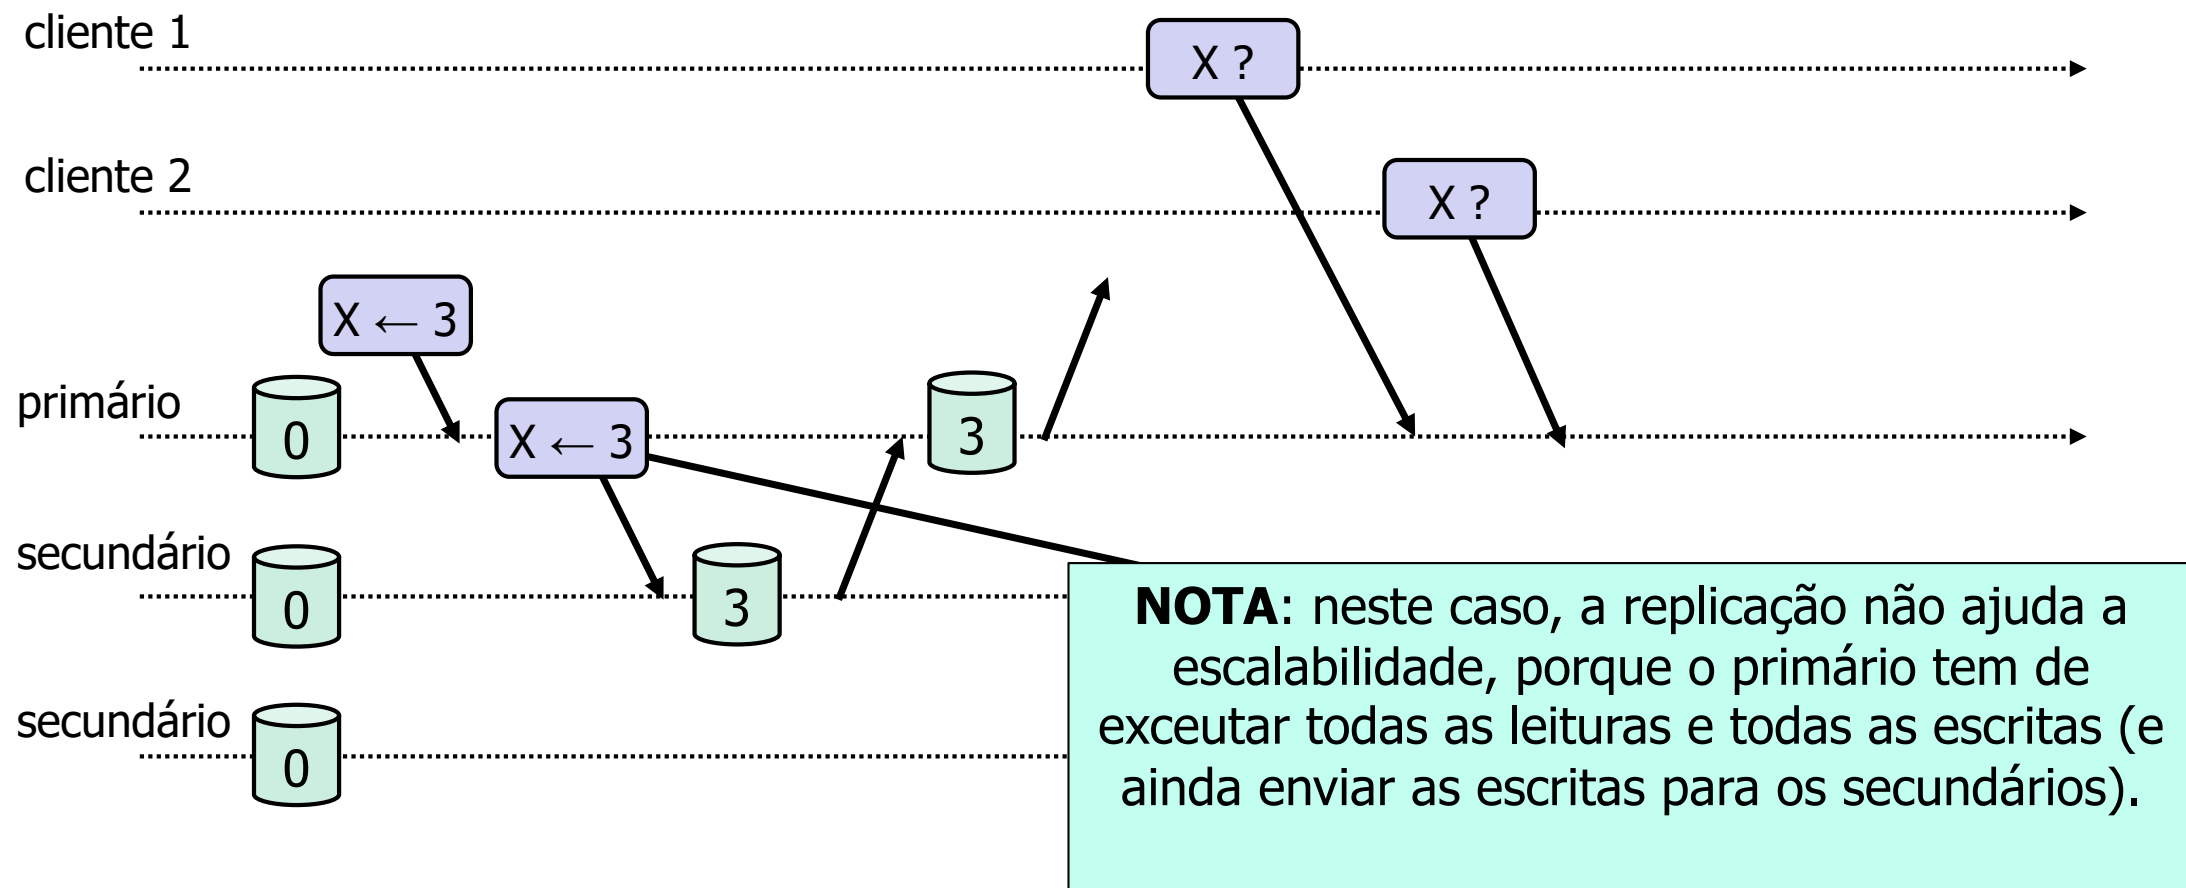 cliente 1
X ?
cliente 2
X ?
X ← 3
primário
0
X ← 3
3
secundário
0
3
secundário
0
NOTA: neste caso, a replicação não ajuda a
escalabilidade, porque o primário tem de
exceutar todas as leituras e todas as escritas (e
ainda enviar as escritas para os secundários).